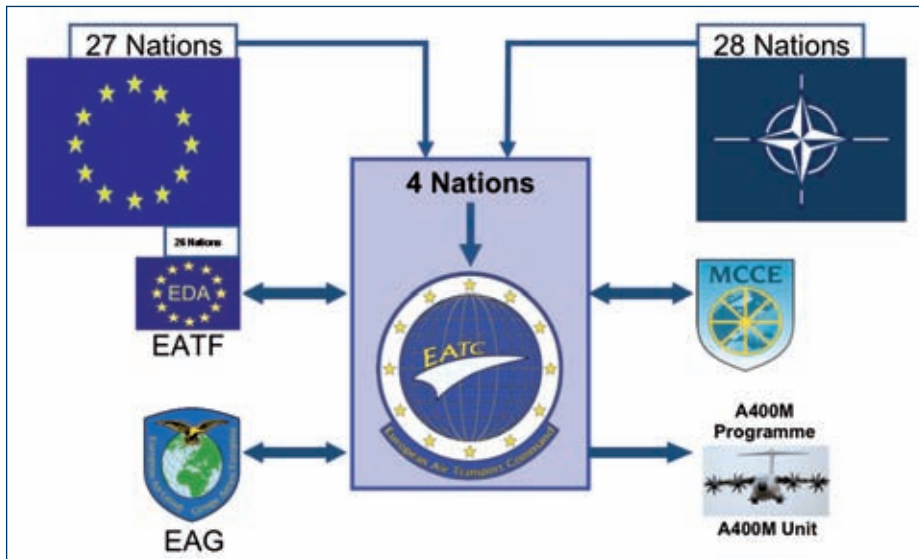 27 Nations
28 Nations
4 Nations
26 Nations
EDA
EATF
MCCE
EATC
European Air Transport Command
A400M
Programme
A400M Unit
EAG